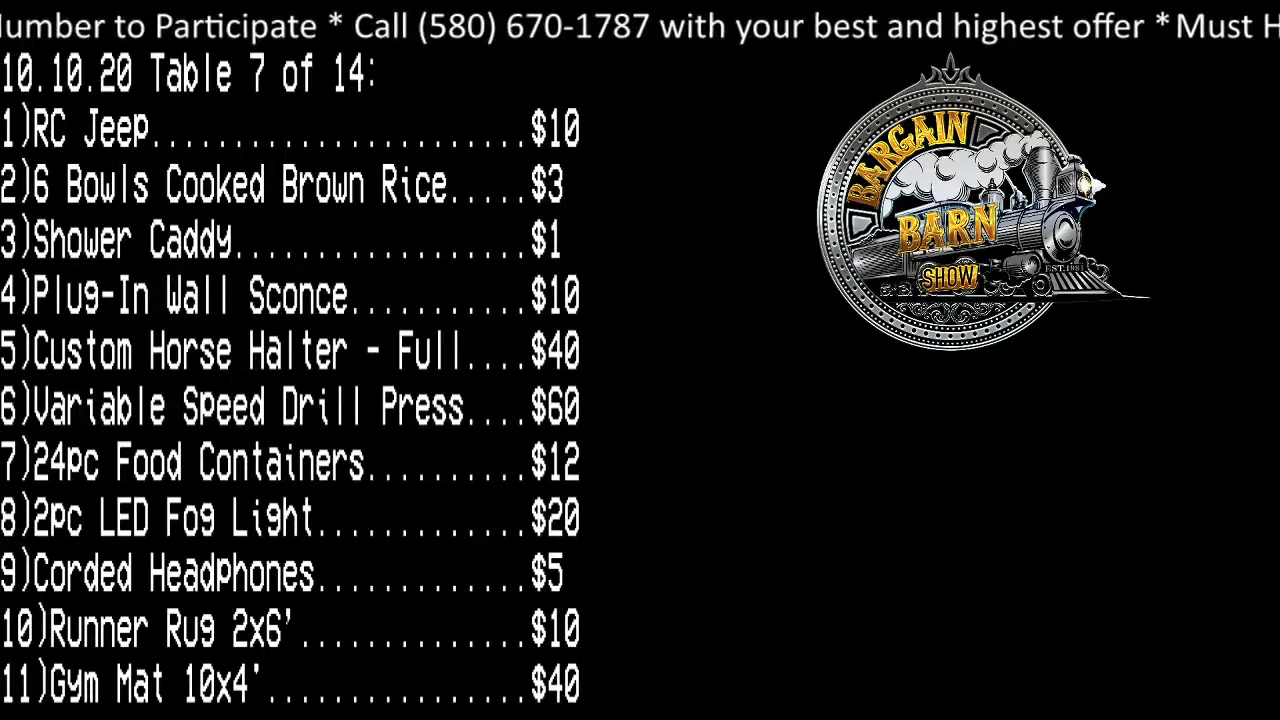 Number to Participate * Call (580) 670-1787 with your best and highest offer * Must H
10.10.20 Table 7 of 14:
1)RC Jeep.......................$10
2)6 Bowls Cooked Brown Rice.....$3
3)Shower Caddy..................$1
4)Plug-In Wall Sconce...........$10
5)Custom Horse Halter - Full....$40
6)Variable Speed Drill Press....$60
7)24pc Food Containers..........$12
8)2pc LED Fog Light.............$20
9)Corded Headphones.............$5
10)Runner Rug 2x6'..............$10
11)Gym Mat 10x4'................$40
BARGAIN
BARN
SHOW